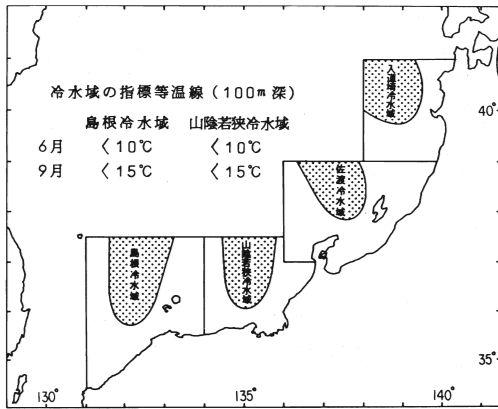 冷水域の指標等温線（100m深）
島根冷水域 山陰若狭冷水域
6月 <10℃ <10℃
9月 <15℃ <15℃
入道埼冷水域
佐渡冷水域
島根冷水域
山陰若狭冷水域
40°
35°
130° 135° 140°